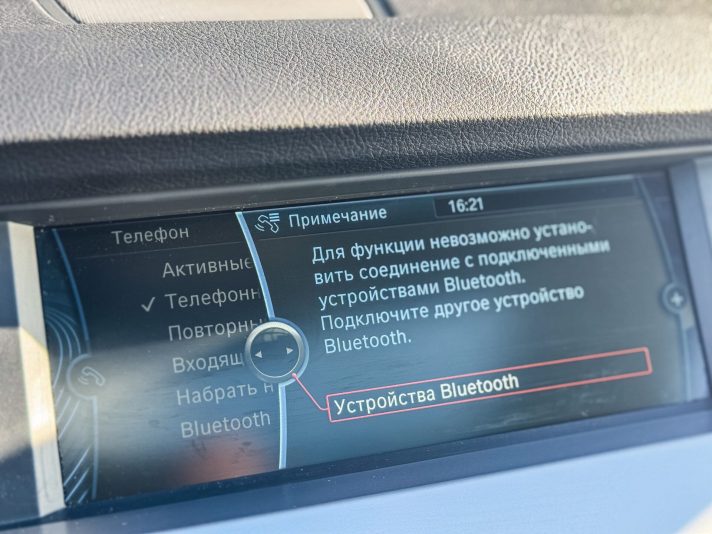 Телефон
Активные
Телефонн
Повторны
Входящ
Набрать н
Bluetooth
Примечание
16:21
Для функции невозможно устано-
вить соединение с подключенными
устройствами Bluetooth.
Подключите другое устройство
Bluetooth.
Устройства Bluetooth